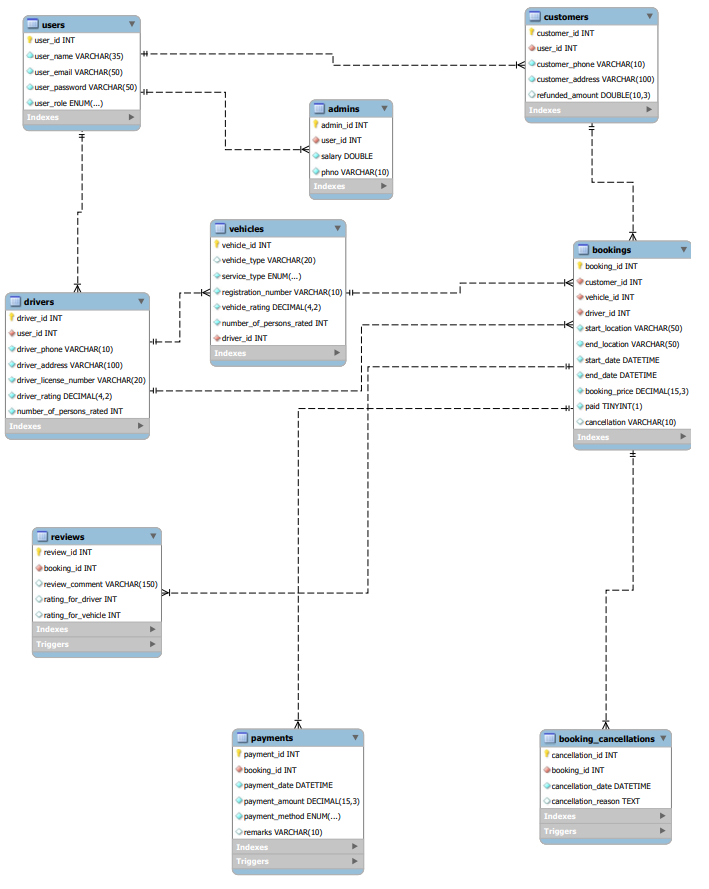 users
user_id INT
user_name VARCHAR(35)
user_email VARCHAR(50)
user_password VARCHAR(50)
user_role ENUM(...)
Indexes
customers
customer_id INT
user_id INT
customer_phone VARCHAR(10)
customer_address VARCHAR(100)
refunded_amount DOUBLE(10,3)
Indexes
admins
admin_id INT
user_id INT
salary DOUBLE
phno VARCHAR(10)
Indexes
vehicles
vehicle_id INT
vehicle_type VARCHAR(20)
service_type ENUM(...)
registration_number VARCHAR(10)
vehicle_rating DECIMAL(4,2)
number_of_persons_rated INT
driver_id INT
Indexes
bookings
booking_id INT
customer_id INT
vehicle_id INT
driver_id INT
start_location VARCHAR(50)
end_location VARCHAR(50)
start_date DATETIME
end_date DATETIME
booking_price DECIMAL(15,3)
paid TINYINT(1)
cancellation VARCHAR(10)
Indexes
drivers
driver_id INT
user_id INT
driver_phone VARCHAR(10)
driver_address VARCHAR(100)
driver_license_number VARCHAR(20)
driver_rating DECIMAL(4,2)
number_of_persons_rated INT
Indexes
reviews
review_id INT
booking_id INT
review_comment VARCHAR(150)
rating_for_driver INT
rating_for_vehicle INT
Indexes
Triggers
payments
payment_id INT
booking_id INT
payment_date DATETIME
payment_amount DECIMAL(15,3)
payment_method ENUM(...)
remarks VARCHAR(10)
Indexes
Triggers
booking_cancellations
cancellation_id INT
booking_id INT
cancellation_date DATETIME
cancellation_reason TEXT
Indexes
Triggers